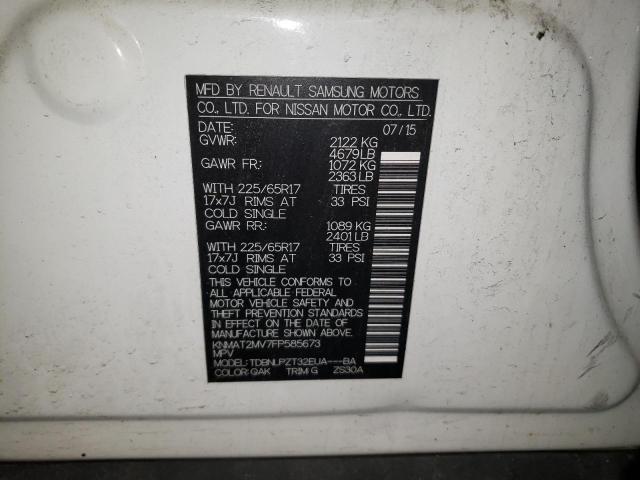 MFD BY RENAULT SAMSUNG MOTORS
CO., LTD. FOR NISSAN MOTOR CO., LTD.
DATE: 07/15
GVWR: 2122 KG
4679 LB
GAWR FR: 1072 KG
2363 LB
WITH 225/65R17 TIRES
17x7J RIMS AT 33 PSI
COLD SINGLE
GAWR RR: 1089 KG
2401 LB
WITH 225/65R17 TIRES
17x7J RIMS AT 33 PSI
COLD SINGLE
THIS VEHICLE CONFORMS TO
ALL APPLICABLE FEDERAL
MOTOR VEHICLE SAFETY AND
THEFT PREVENTION STANDARDS
IN EFFECT ON THE DATE
OF MANUFACTURE SHOWN ABOVE.
KNMAT2MV7FP585673
MPV
MODEL: TDBNLPZT32EUA---BA
COLOR: QAK TRIM: G ZS30A